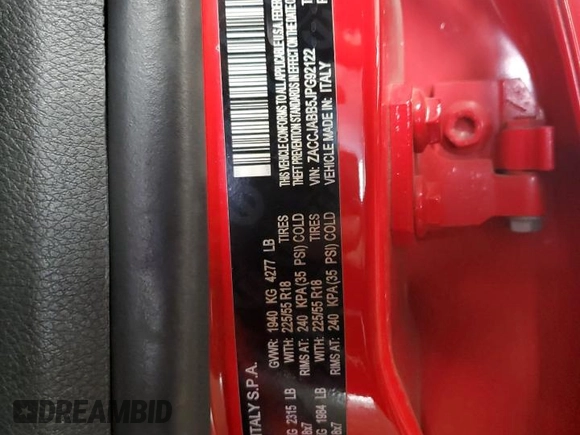 THIS VEHICLE CONFORMS TO ALL APPLICABLE U.S.A. FEDERAL
THEFT PREVENTION STANDARDS IN EFFECT ON THE DATE
VIN: ZACCJABB5JPG92122
VEHICLE MADE IN: ITALY
ITALY S.P.A.
GVWR: 1940 KG 4277 LB
WITH: 225/55 R18 TIRES
RIMS AT: 240 KPA(35 PSI) COLD
2315 LB
WITH: 225/55 R18 TIRES
RIMS AT: 240 KPA(35 PSI) COLD
1984 LB
DREAMBID